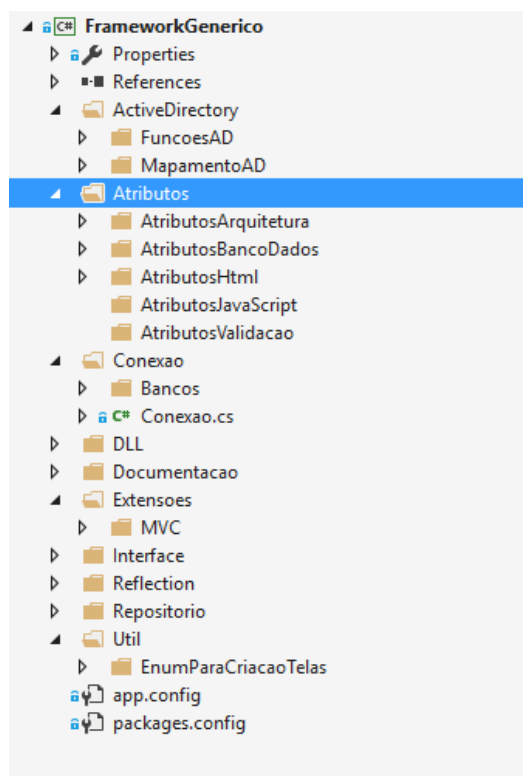 C# FrameworkGenerico
Properties
References
ActiveDirectory
FuncoesAD
MapamentoAD
Atributos
AtributosArquitetura
AtributosBancoDados
AtributosHtml
AtributosJavaScript
AtributosValidacao
Conexao
Bancos
C# Conexao.cs
DLL
Documentacao
Extensoes
MVC
Interface
Reflection
Repositorio
Util
EnumParaCriacaoTelas
app.config
packages.config